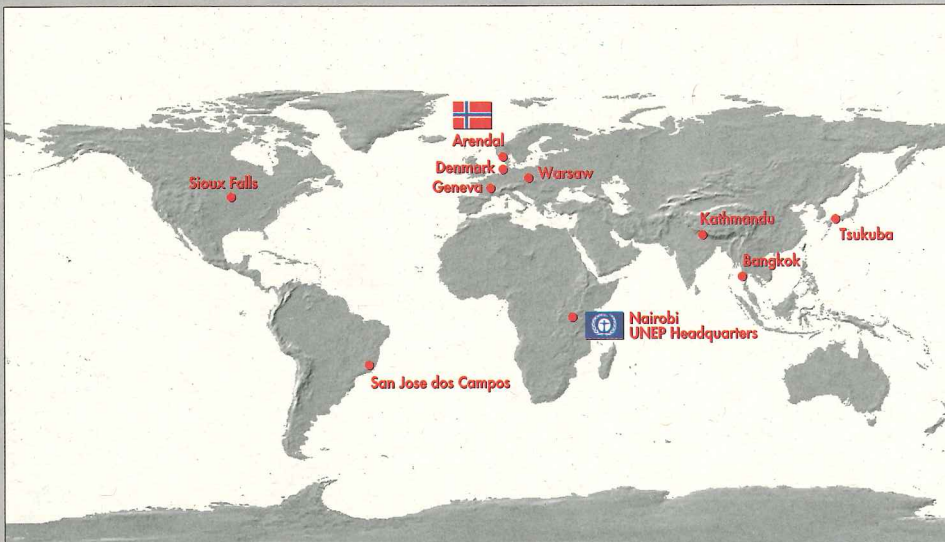 Arendal
Denmark
Warsaw
Geneva
Sioux Falls
Kathmandu
Tsukuba
Bangkok
Nairobi
UNEP Headquarters
San Jose dos Campos